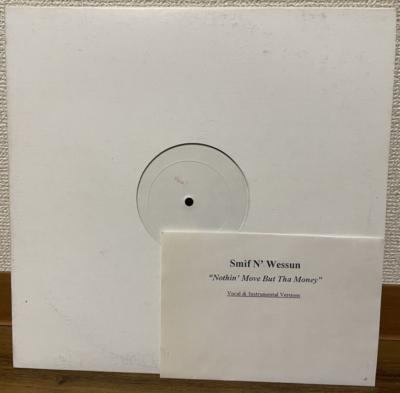 Smif N' Wessun
"Nothin' Move But Tha Money"
Vocal & Instrumental Versions